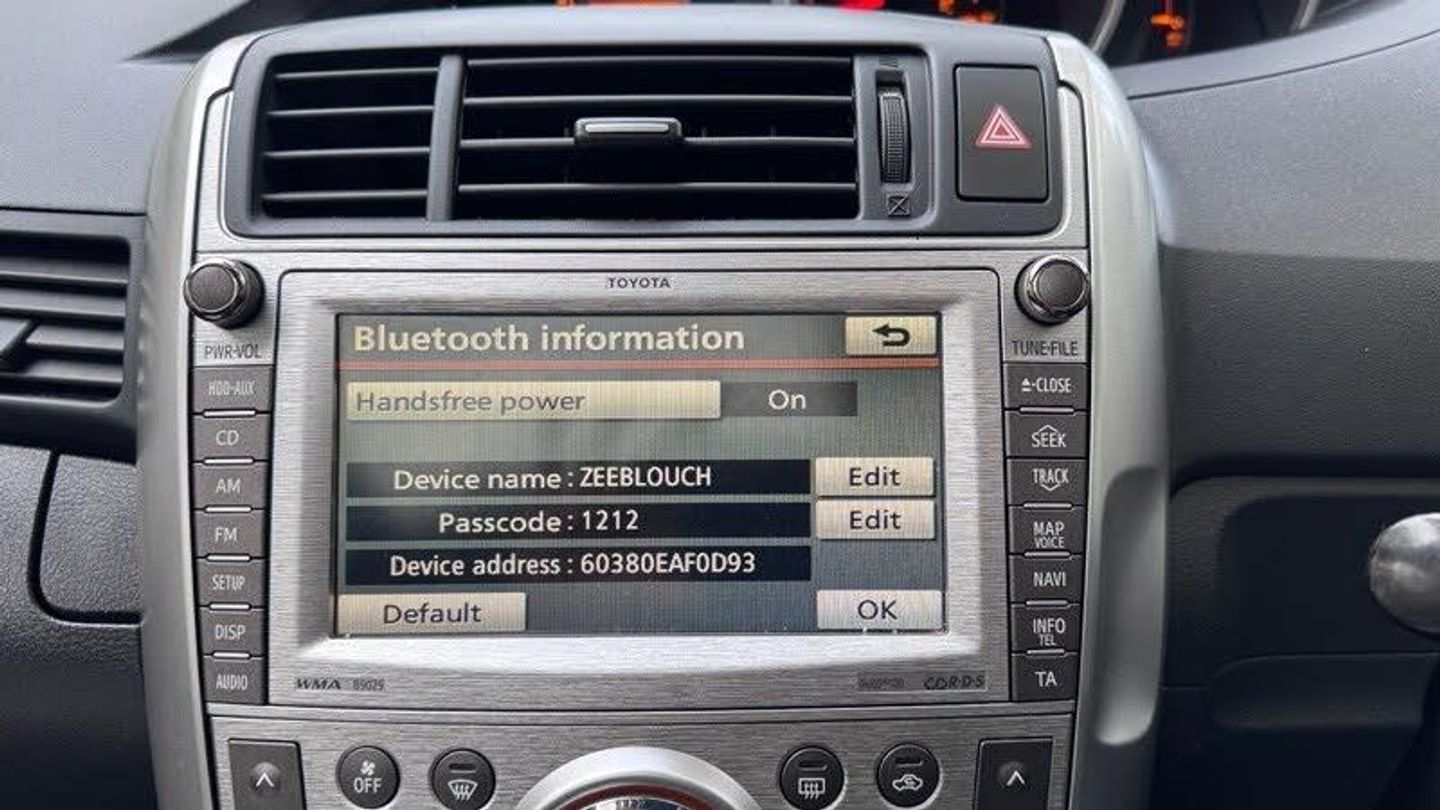 TOYOTA
Bluetooth information
Handsfree power On
Device name : ZEEBLOUCH Edit
Passcode : 1212 Edit
Device address : 60380EAF0D93
Default OK
PWR·VOL
HDD·AUX
CD
AM
FM
SETUP
DISP
AUDIO
TUNE·FILE
CLOSE
SEEK
TRACK
MAP
VOICE
NAVI
INFO
TEL
TA
WMA
OFF